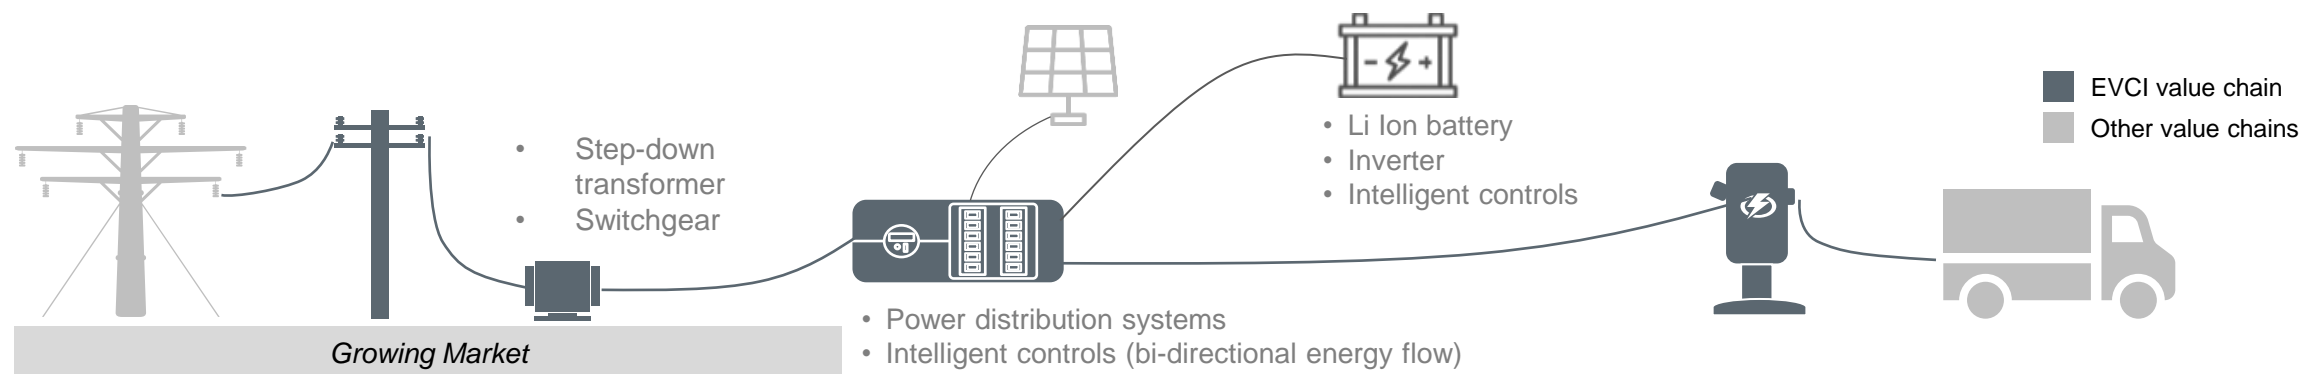 • Step-down
transformer
• Switchgear
• Li Ion battery
• Inverter
• Intelligent controls
EVCI value chain
Other value chains
• Power distribution systems
• Intelligent controls (bi-directional energy flow)
Growing Market